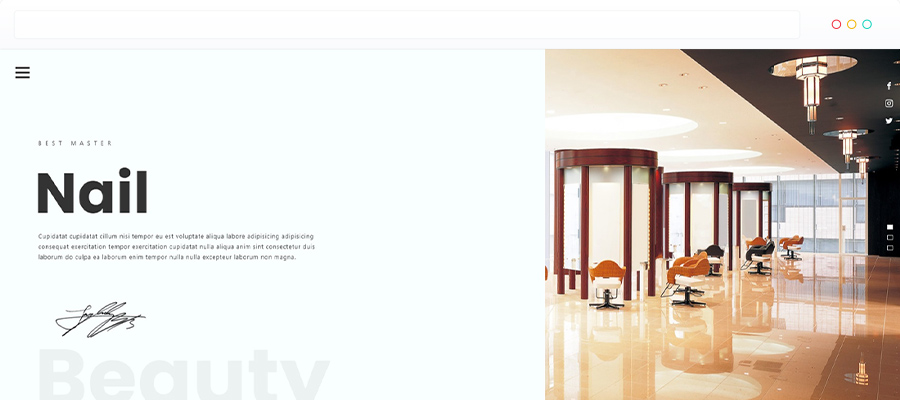 BEST MASTER
Nail
Cupidatat cupidatat cillum nisi tempor eu est voluptate aliqua labore adipisicing adipisicing
consequat exercitation tempor exercitation cupidatat nulla aliqua anim sint consectetur duis
laborum do culpa ea laborum enim tempor nulla nulla excepteur laborum non magna.
Beauty